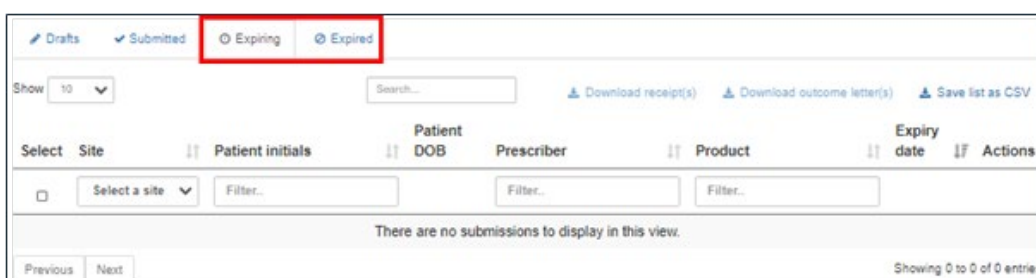 Drafts Submitted Expiring Expired
Show 10 Search... Download receipt(s) Download outcome letter(s) Save list as CSV
Select Site Patient initials Patient DOB Prescriber Product Expiry date Actions
Select a site Filter.. Filter.. Filter..
There are no submissions to display in this view.
Previous Next Showing 0 to 0 of 0 entrie